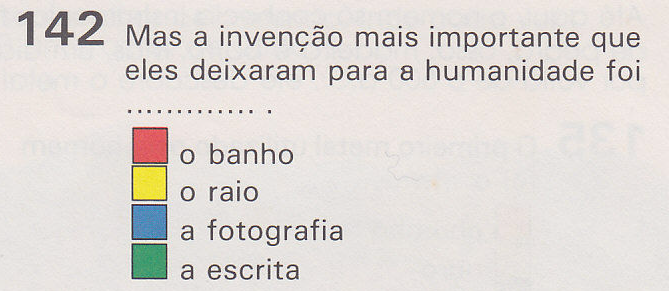 142 Mas a invenção mais importante que
eles deixaram para a humanidade foi
............. .
o banho
o raio
a fotografia
a escrita